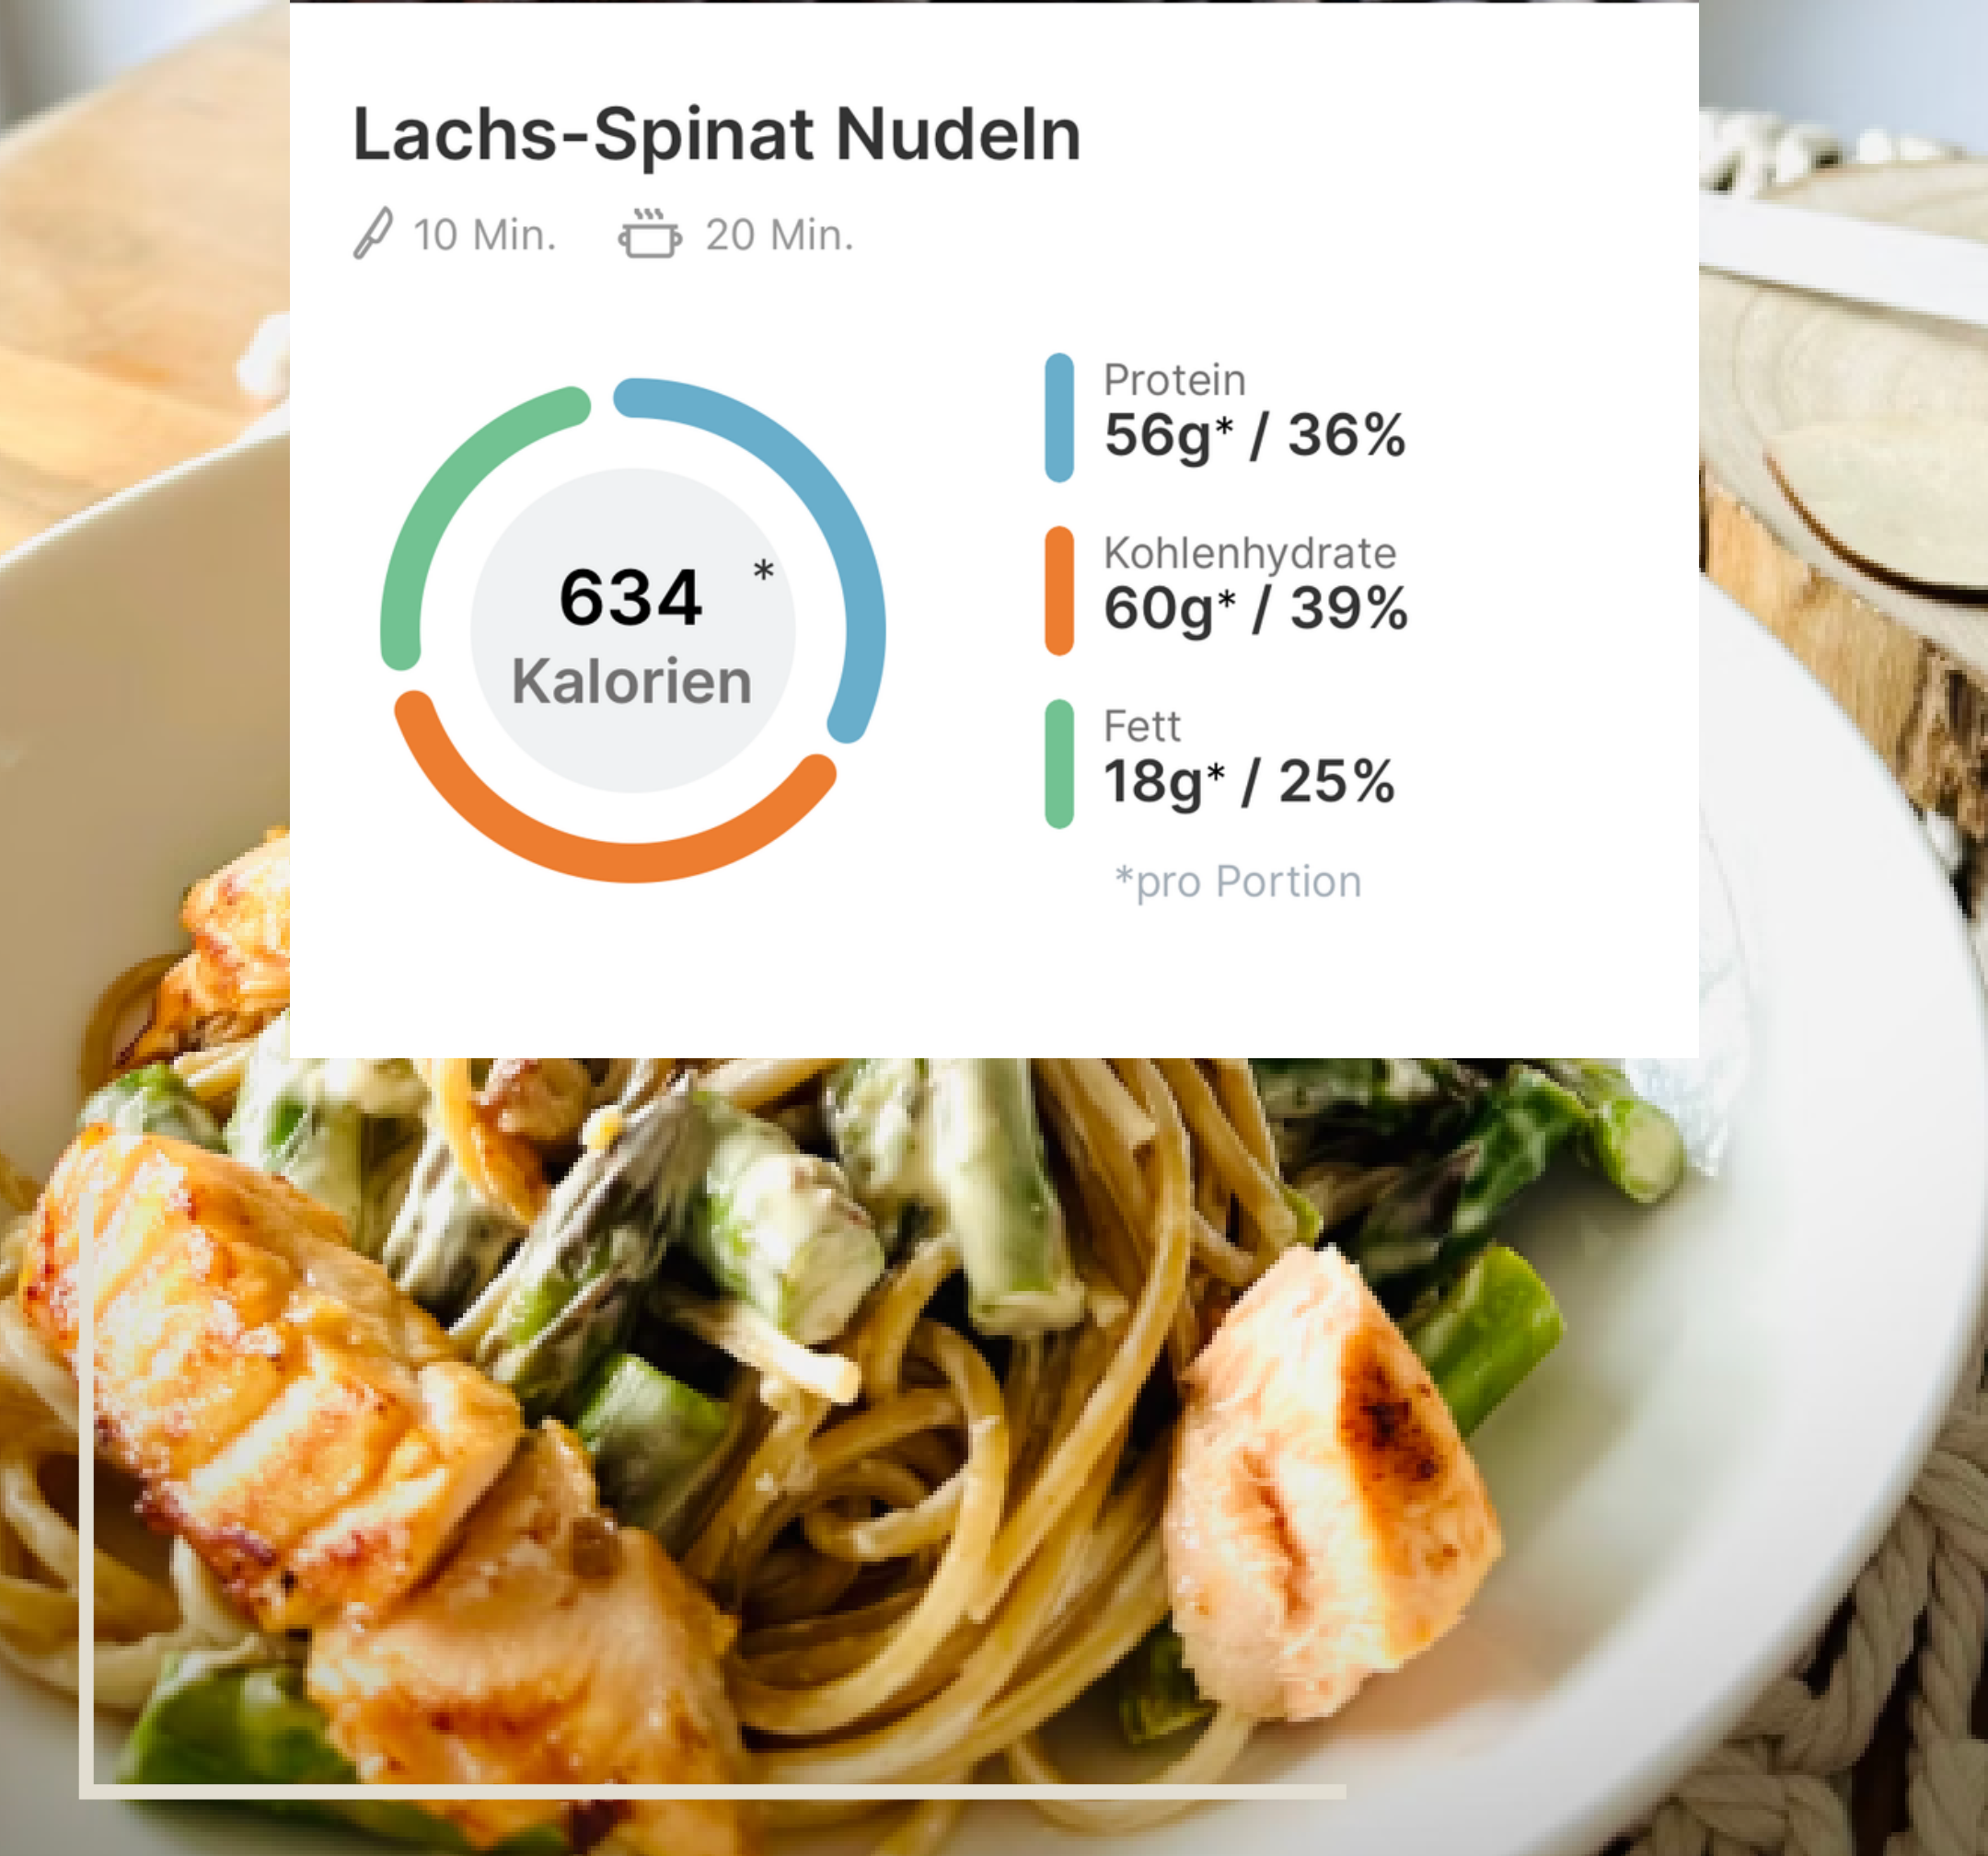 Lachs-Spinat Nudeln
10 Min. 20 Min.
634 *
Kalorien
Protein
56g* / 36%
Kohlenhydrate
60g* / 39%
Fett
18g* / 25%
*pro Portion